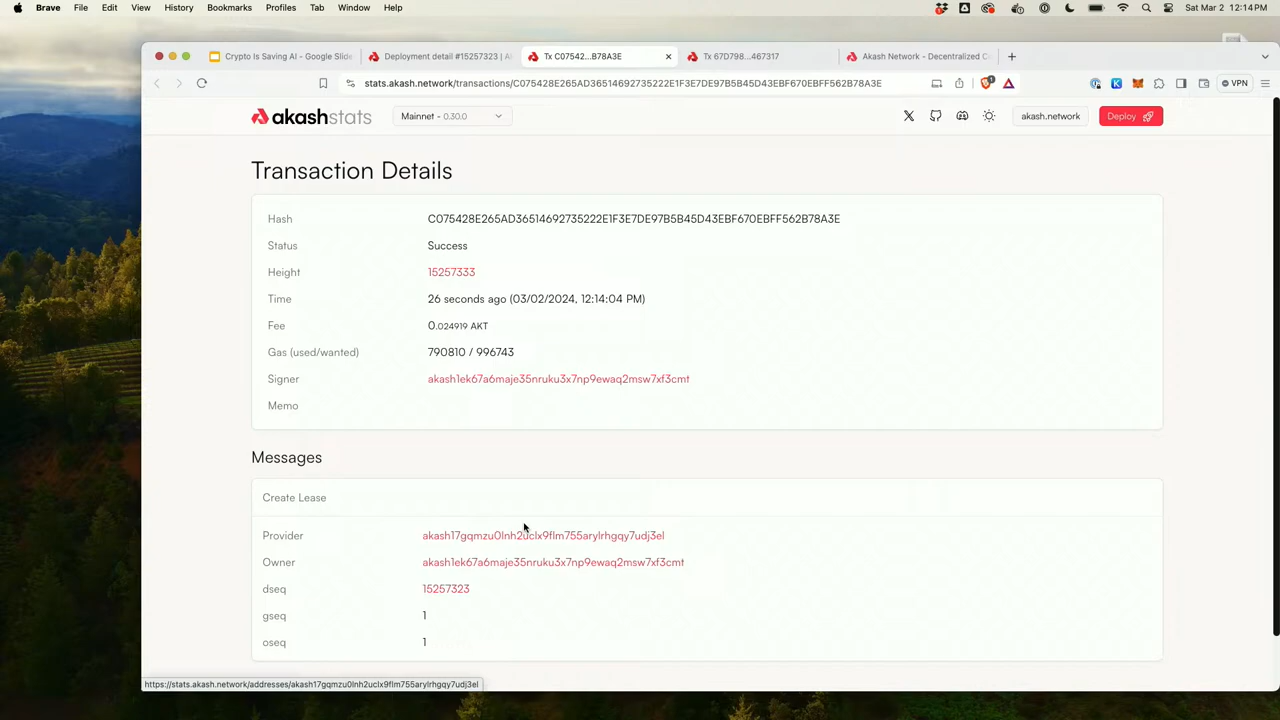 Brave File Edit View History Bookmarks Profiles Tab Window Help Sat Mar 2 12:14 PM
Crypto Is Saving AI - Google Slide Deployment detail #15257323 | Al Tx C07542...B78A3E Tx 67D798...467317 Akash Network - Decentralized C
stats.akash.network/transactions/C075428E265AD36514692735222E1F3E7DE97B5B45D43EBF670EBFF562B78A3E VPN
akashstats Mainnet - 0.30.0 akash.network Deploy
Transaction Details
Hash C075428E265AD36514692735222E1F3E7DE97B5B45D43EBF670EBFF562B78A3E
Status Success
Height 15257333
Time 26 seconds ago (03/02/2024, 12:14:04 PM)
Fee 0.024919 AKT
Gas (used/wanted) 790810 / 996743
Signer akash1ek67a6maje35nruku3x7np9ewaq2msw7xf3cmt
Memo
Messages
Create Lease
Provider akash17gqmzu0lnh2uclx9flm755arylrhgqy7udj3el
Owner akash1ek67a6maje35nruku3x7np9ewaq2msw7xf3cmt
dseq 15257323
gseq 1
oseq 1
https://stats.akash.network/addresses/akash17gqmzu0lnh2uclx9flm755arylrhgqy7udj3el